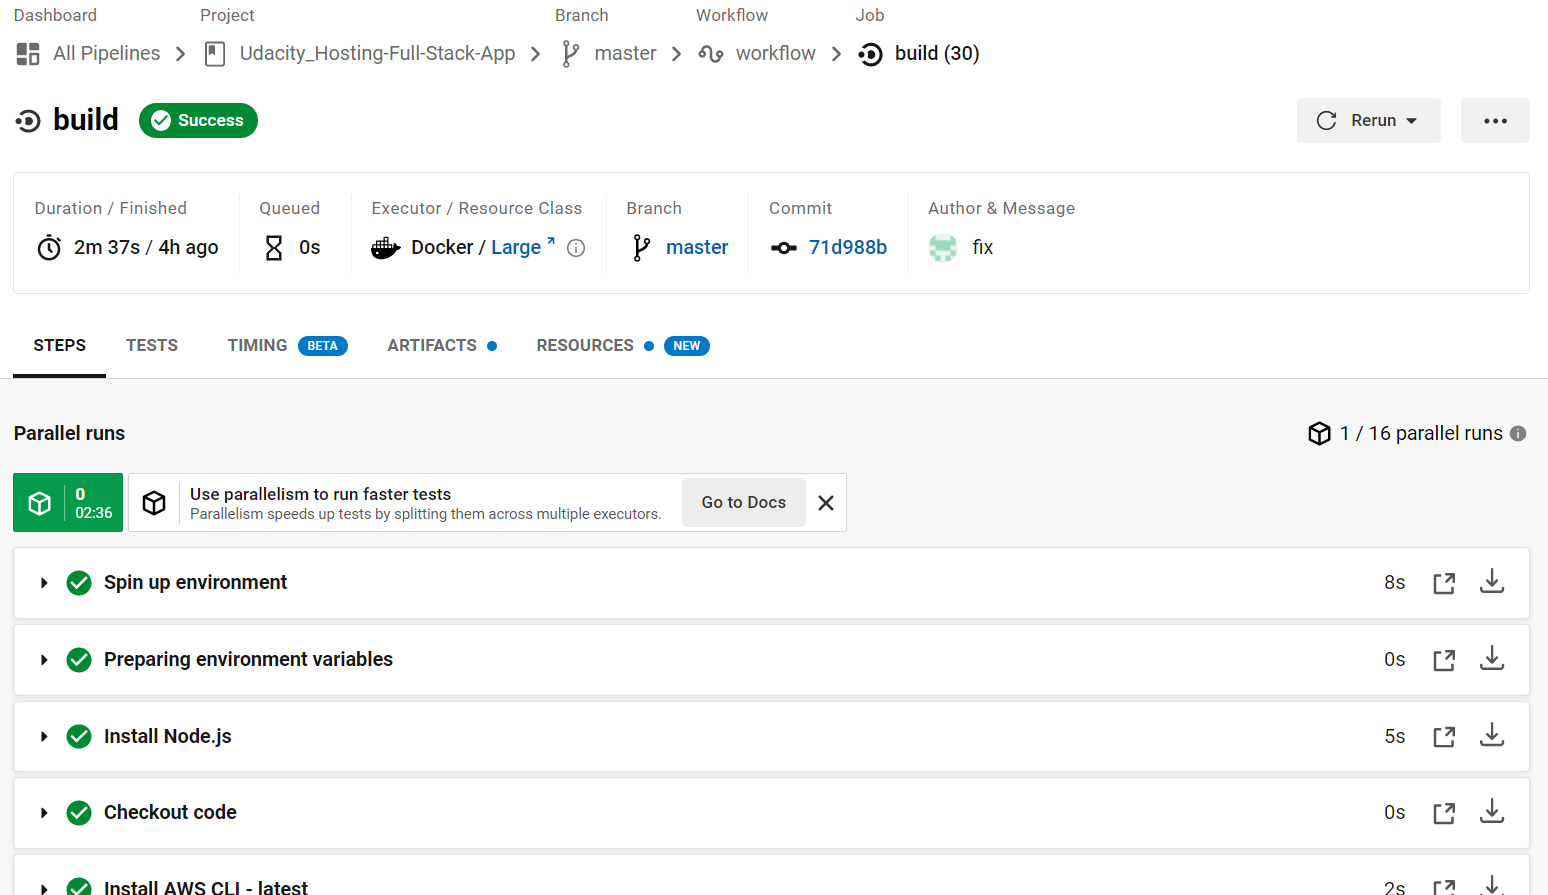 Dashboard Project Branch Workflow Job
All Pipelines Udacity_Hosting-Full-Stack-App master workflow build (30)
build Success Rerun
Duration / Finished Queued Executor / Resource Class Branch Commit Author & Message
2m 37s / 4h ago 0s Docker / Large master 71d988b fix
STEPS TESTS TIMING BETA ARTIFACTS RESOURCES NEW
Parallel runs 1 / 16 parallel runs
0
02:36
Use parallelism to run faster tests
Parallelism speeds up tests by splitting them across multiple executors.
Go to Docs
Spin up environment 8s
Preparing environment variables 0s
Install Node.js 5s
Checkout code 0s
Install AWS CLI - latest 2s